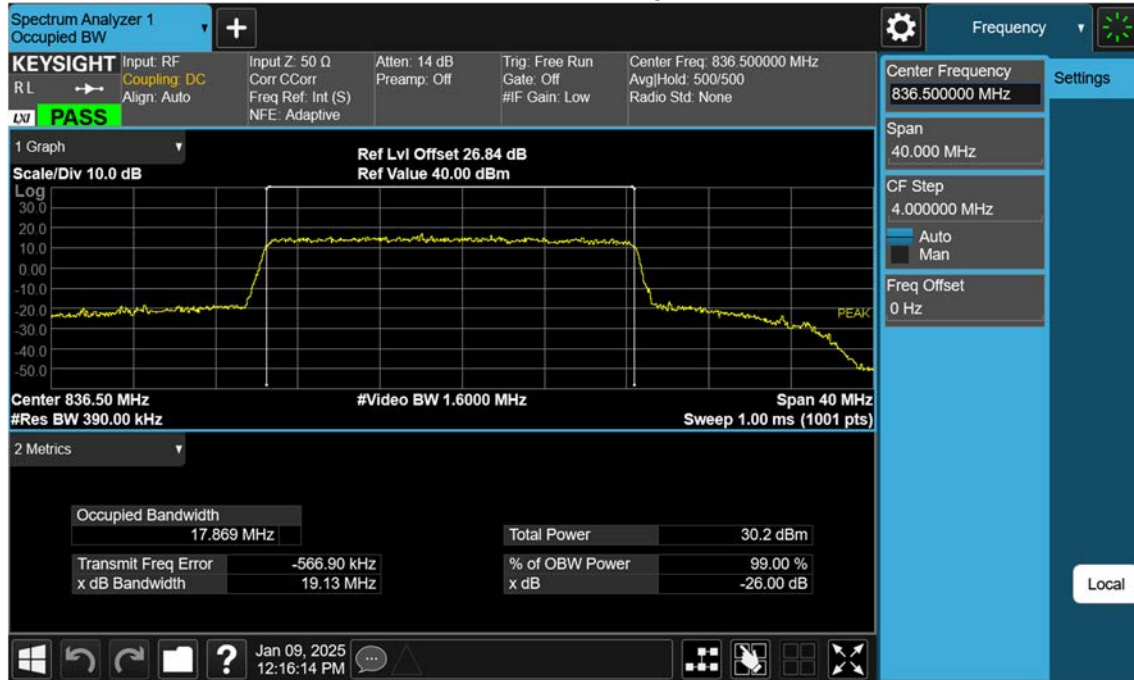 Spectrum Analyzer 1
Occupied BW
+
Frequency
KEYSIGHT
RL
LXI
PASS
Input: RF
Coupling: DC
Align: Auto
Input Z: 50 Ω
Corr CCorr
Freq Ref: Int (S)
NFE: Adaptive
Atten: 14 dB
Preamp: Off
Trig: Free Run
Gate: Off
#IF Gain: Low
Center Freq: 836.500000 MHz
Avg|Hold: 500/500
Radio Std: None
Center Frequency
836.500000 MHz
Settings
Span
40.000 MHz
CF Step
4.000000 MHz
Auto
Man
Freq Offset
0 Hz
Local
1 Graph
Scale/Div 10.0 dB
Ref Lvl Offset 26.84 dB
Ref Value 40.00 dBm
Log
30.0
20.0
10.0
0.00
-10.0
-20.0
-30.0
-40.0
-50.0
PEAK
Center 836.50 MHz
#Video BW 1.6000 MHz
Span 40 MHz
#Res BW 390.00 kHz
Sweep 1.00 ms (1001 pts)
2 Metrics
Occupied Bandwidth
17.869 MHz
Total Power 30.2 dBm
Transmit Freq Error -566.90 kHz
% of OBW Power 99.00 %
x dB Bandwidth 19.13 MHz
x dB -26.00 dB
?
Jan 09, 2025
12:16:14 PM